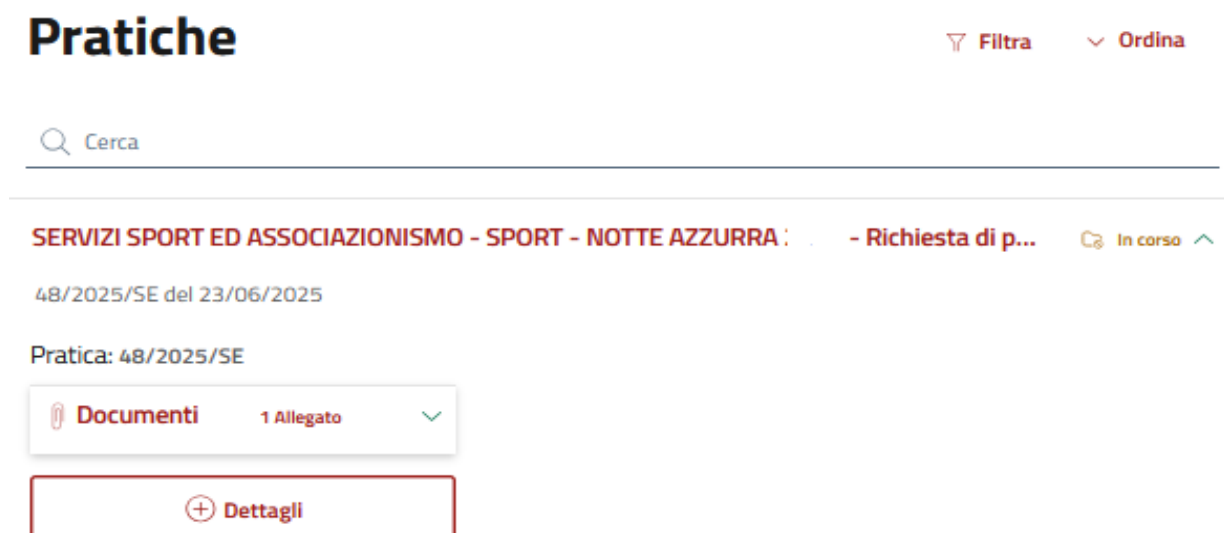 Pratiche
Filtra
Ordina
Cerca
SERVIZI SPORT ED ASSOCIAZIONISMO - SPORT - NOTTE AZZURRA - Richiesta di p...
In corso
48/2025/SE del 23/06/2025
Pratica: 48/2025/SE
Documenti 1 Allegato
Dettagli